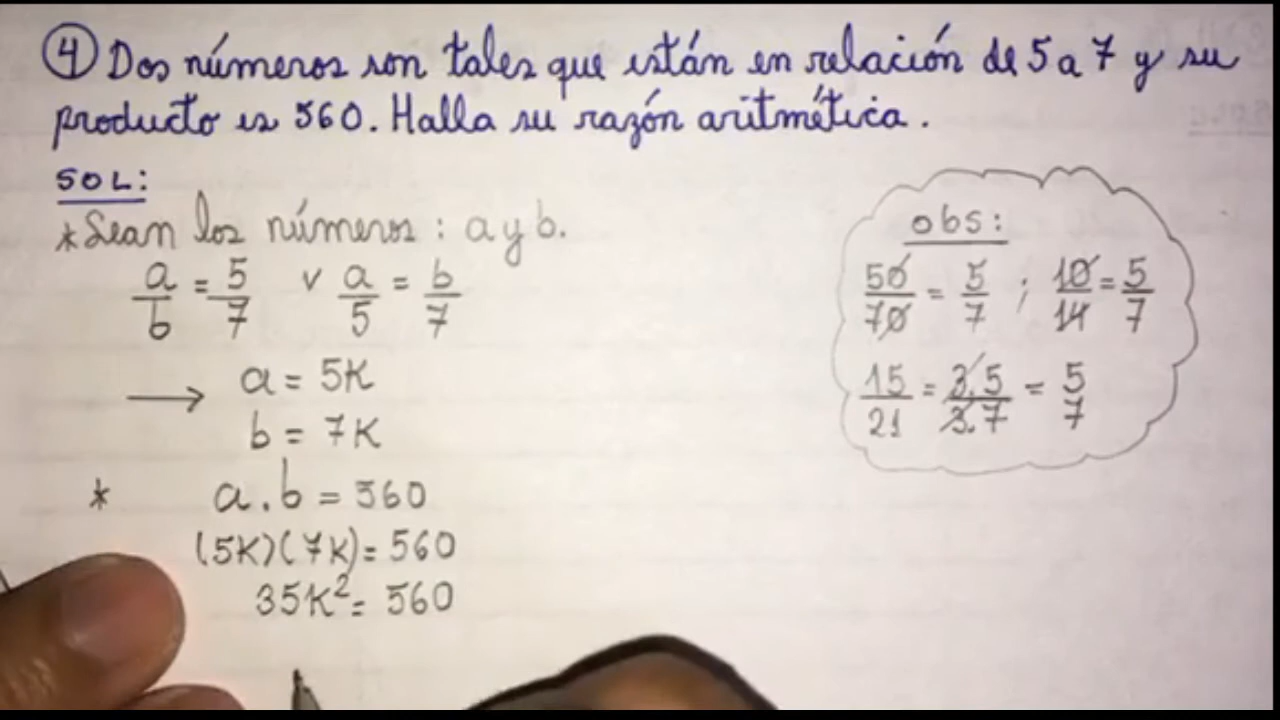 ④ Dos números son tales que están en relación de 5 a 7 y su
producto es 560. Halla su razón aritmética.
SOL:
* Sean los números: a y b.
a/b = 5/7 v a/5 = b/7
→ a = 5K
b = 7K
* a.b = 560
(5K)(7K) = 560
35K² = 560
obs:
50/70 = 5/7 ; 10/14 = 5/7
15/21 = 3.5/3.7 = 5/7